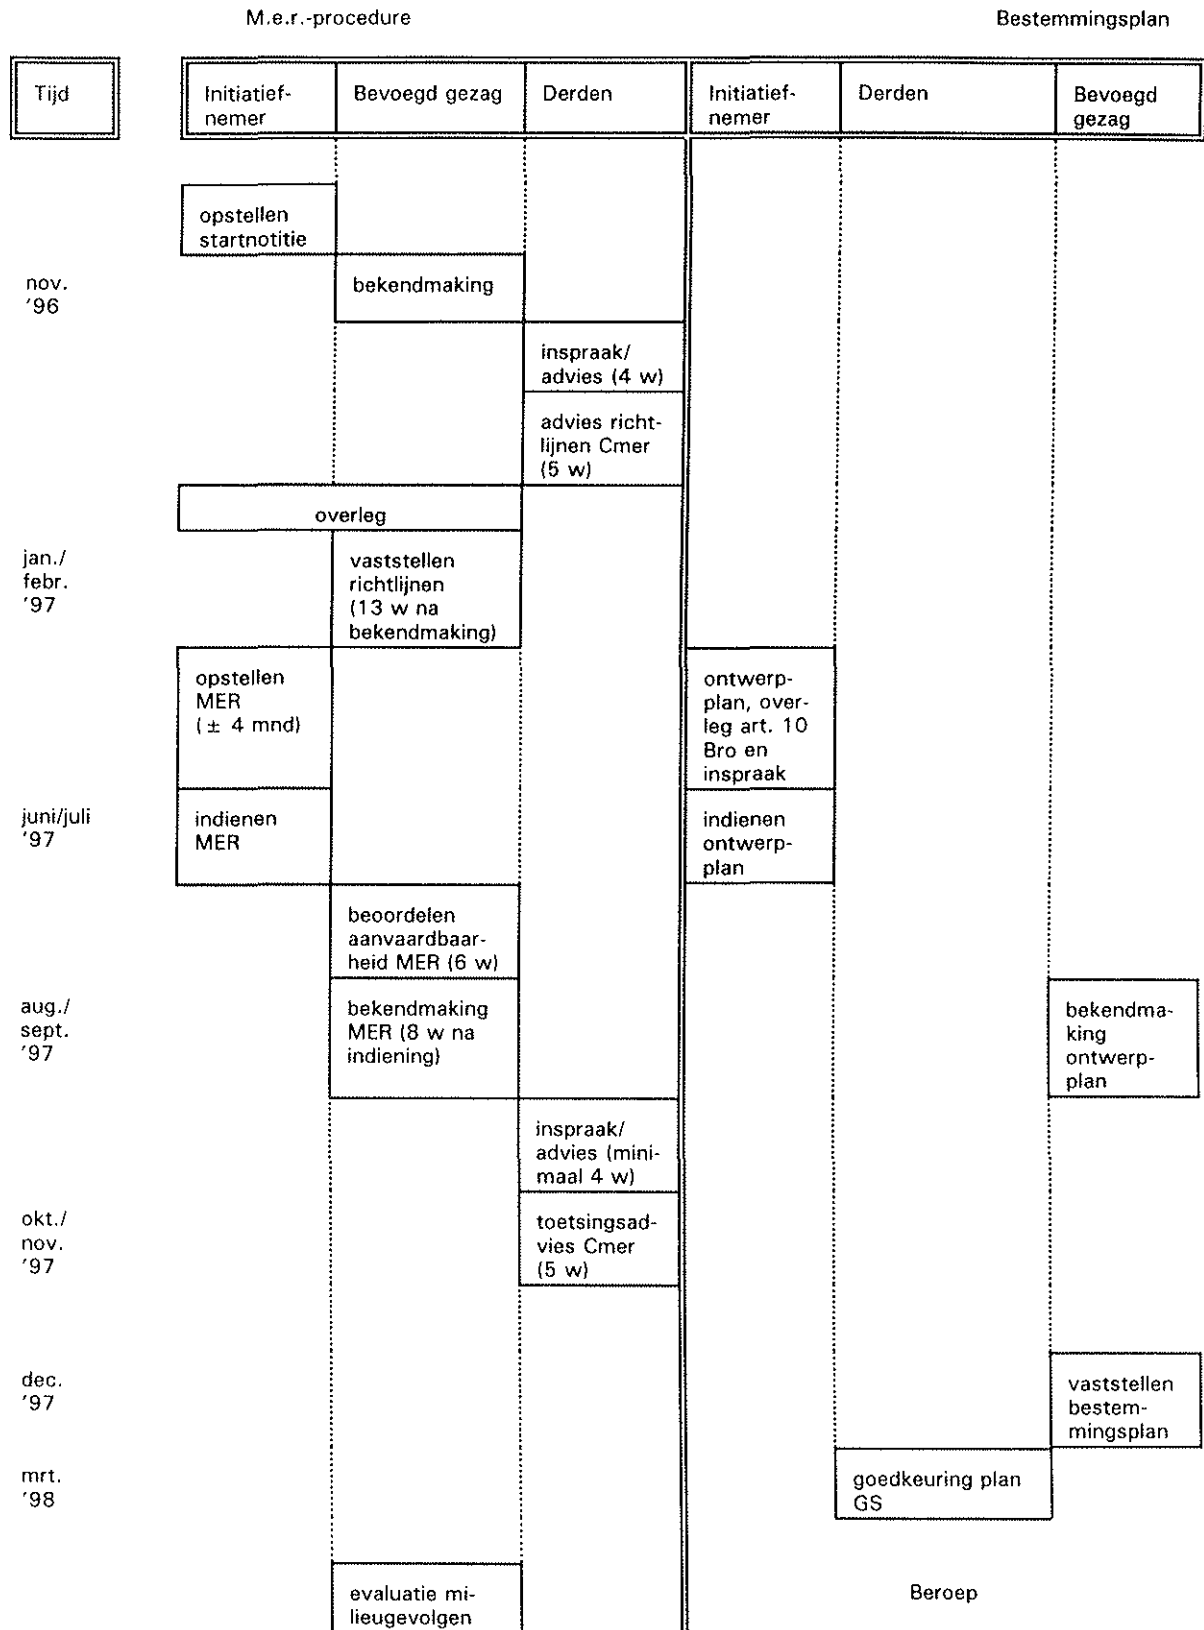 M.e.r.-procedure
Bestemmingsplan
Tijd
Initiatief-
nemer
Bevoegd gezag
Derden
Initiatief-
nemer
Derden
Bevoegd
gezag
opstellen
startnotitie
nov.
'96
bekendmaking
inspraak/
advies (4 w)
advies richt-
lijnen Cmer
(5 w)
overleg
jan./
febr.
'97
vaststellen
richtlijnen
(13 w na
bekendmaking)
opstellen
MER
(± 4 mnd)
ontwerp-
plan, over-
leg art. 10
Bro en
inspraak
juni/juli
'97
indienen
MER
indienen
ontwerp-
plan
beoordelen
aanvaardbaar-
heid MER (6 w)
aug./
sept.
'97
bekendmaking
MER (8 w na
indiening)
bekendma-
king
ontwerp-
plan
inspraak/
advies (mini-
maal 4 w)
okt./
nov.
'97
toetsingsad-
vies Cmer
(5 w)
dec.
'97
vaststellen
bestem-
mingsplan
mrt.
'98
goedkeuring plan
GS
evaluatie mi-
lieugevolgen
Beroep